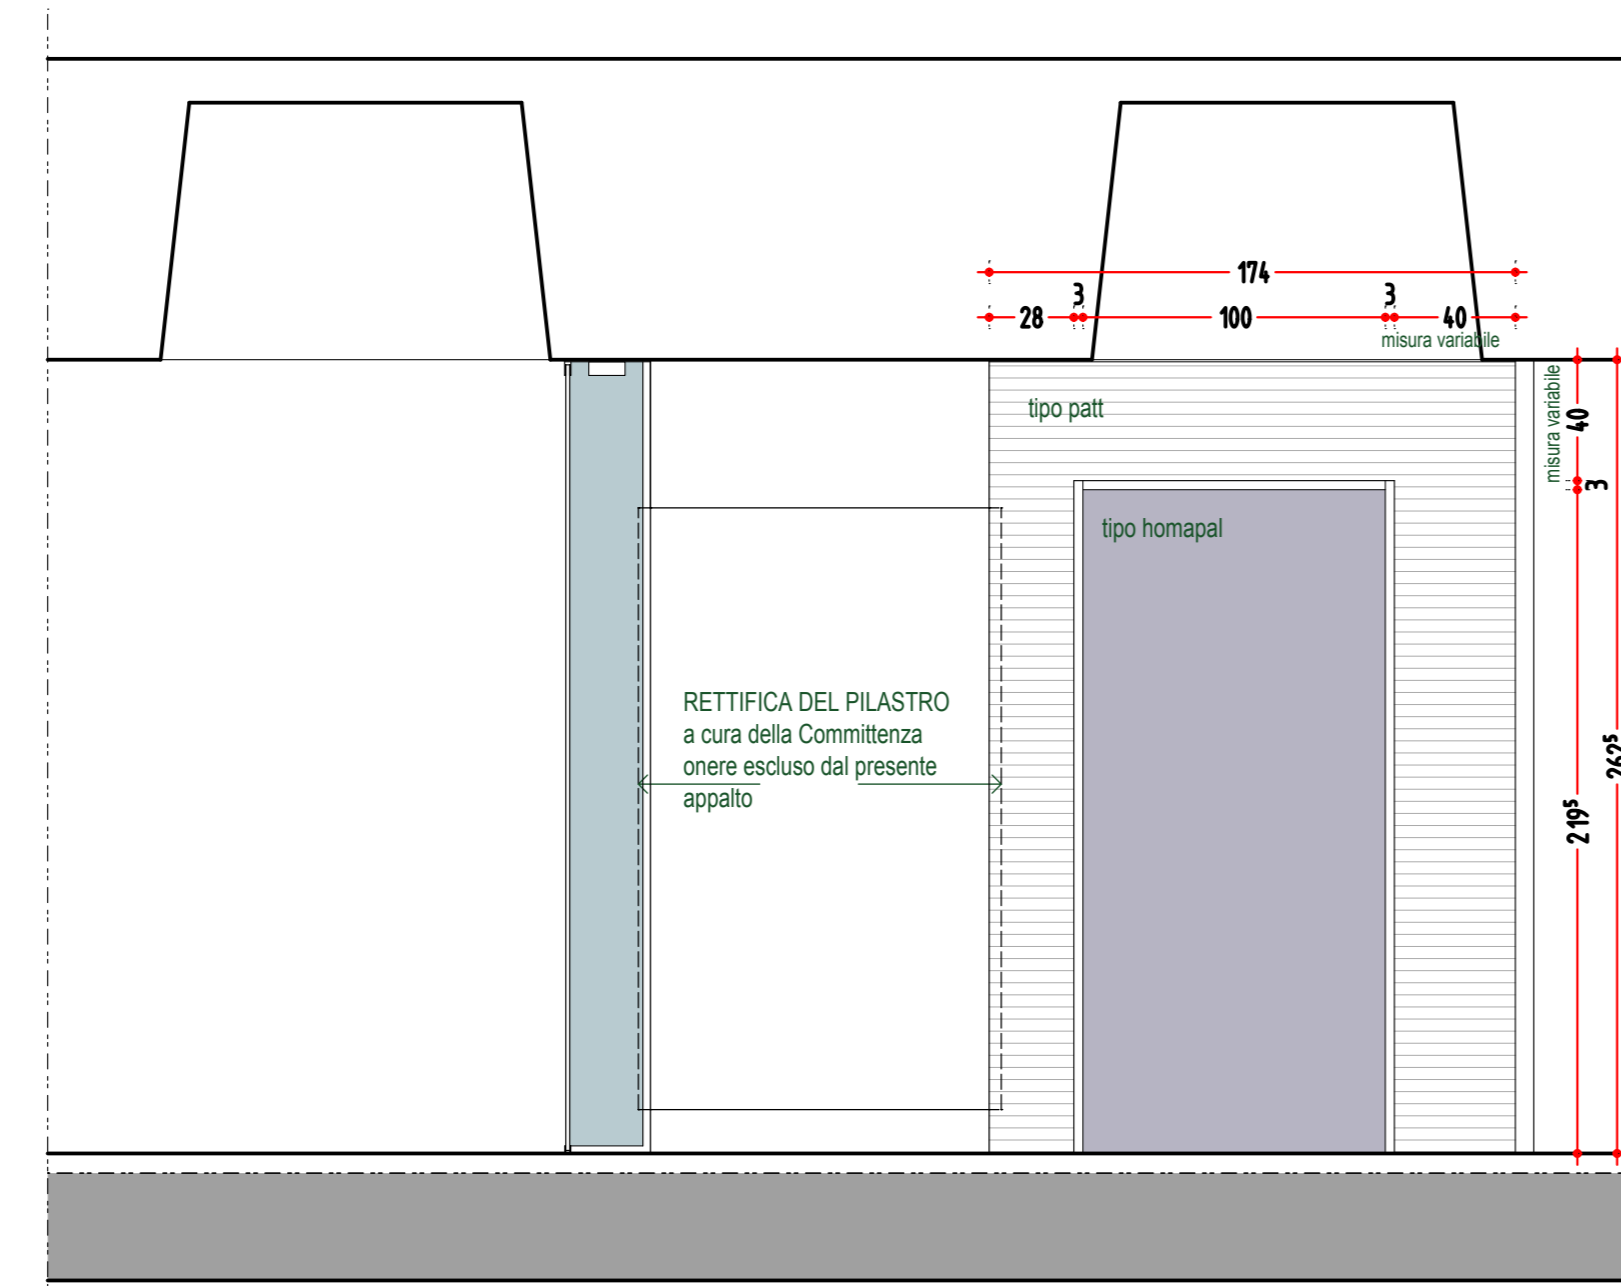 174
3
3
28
100
40
misura variabile
misura variabile
40
3
tipo patt
tipo homapal
RETTIFICA DEL PILASTRO
a cura della Committenza
onere escluso dal presente
appalto
262⁵
219⁵